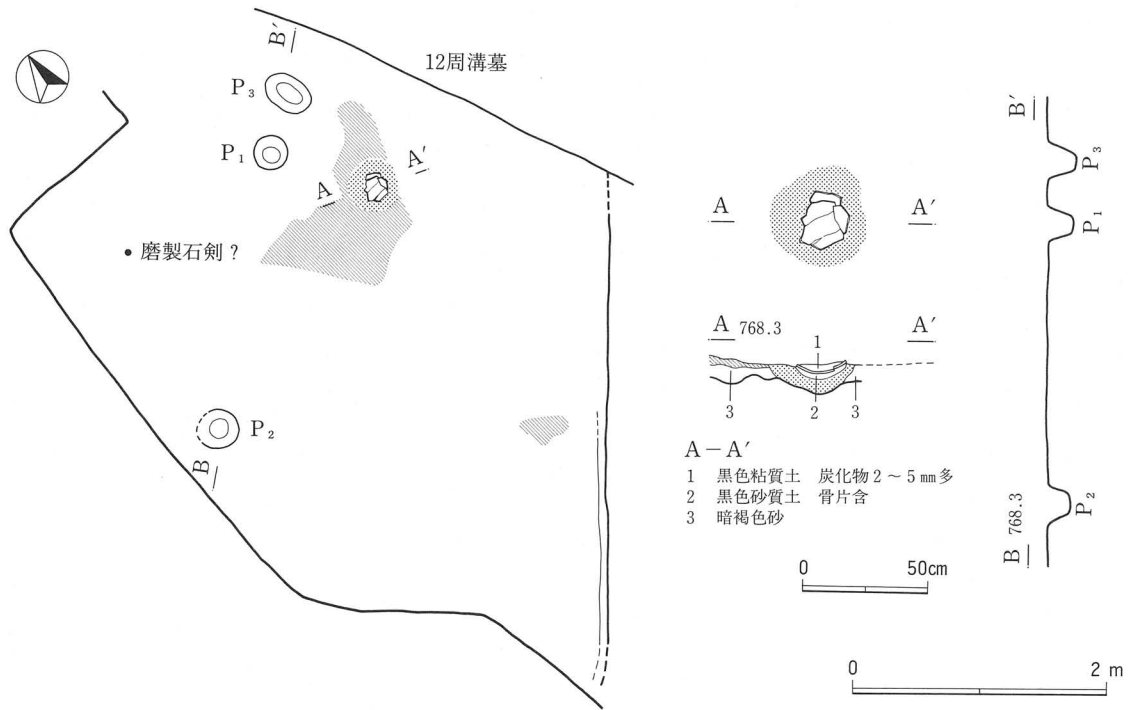 12周溝墓
B′
P₃
P₁
A′
A
• 磨製石剣？
P₂
B
A
A′
A 768.3
A′
1
3
2
3
A－A′
1 黒色粘質土 炭化物2～5㎜多
2 黒色砂質土 骨片含
3 暗褐色砂
0 50cm
B′
P₃
P₁
P₂
B 768.3
0 2 m